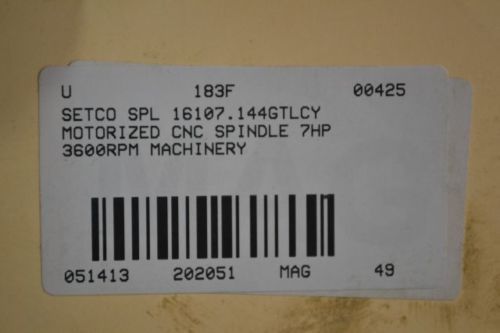 U 183F 00425
SETCO SPL 16107.144GTLCY
MOTORIZED CNC SPINDLE 7HP
3600RPM MACHINERY
051413 202051 MAG 49